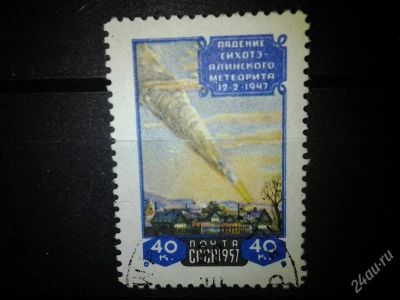 ПАДЕНИЕ
СИХОТЭ-
АЛИНСКОГО
МЕТЕОРИТА
12-2-1947
40 К. ПОЧТА 40 К.
СССР 1957
24au.ru